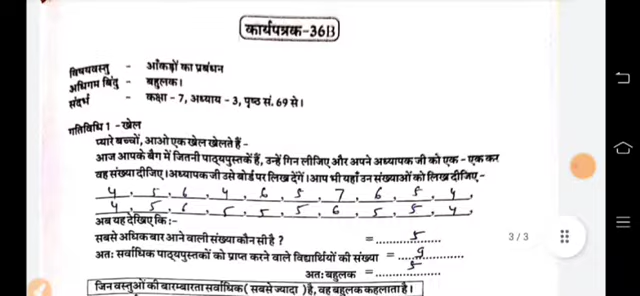 कार्यपत्रक-36B
विषयवस्तु - आँकड़ों का प्रबंधन
अधिगम बिंदु - बहुलक।
संदर्भ - कक्षा - 7, अध्याय - 3, पृष्ठ सं. 69 से।
गतिविधि 1 - खेल
प्यारे बच्चों, आओ एक खेल खेलते हैं -
आज आपके बैग में जितनी पाठ्यपुस्तकें हैं, उन्हें गिन लीजिए और अपने अध्यापक जी को एक - एक कर
वह संख्या दीजिए। अध्यापक जी उसे बोर्ड पर लिख देंगे। आप भी यहाँ उन संख्याओं को लिख दीजिए -
4, 5, 6, 4, 6, 5, 7, 6, 5, 4,
4, 5, 6, 5, 5, 5, 6, 5, 5, 4,
अब यह देखिए कि :-
सबसे अधिक बार आने वाली संख्या कौन सी है ? = 5
अतः सर्वाधिक पाठ्यपुस्तकों को प्राप्त करने वाले विद्यार्थियों की संख्या = 9
अतः बहुलक = 5
जिन वस्तुओं की बारम्बारता सर्वाधिक ( सबसे ज्यादा ) है, वह बहुलक कहलाता है।
3 / 3